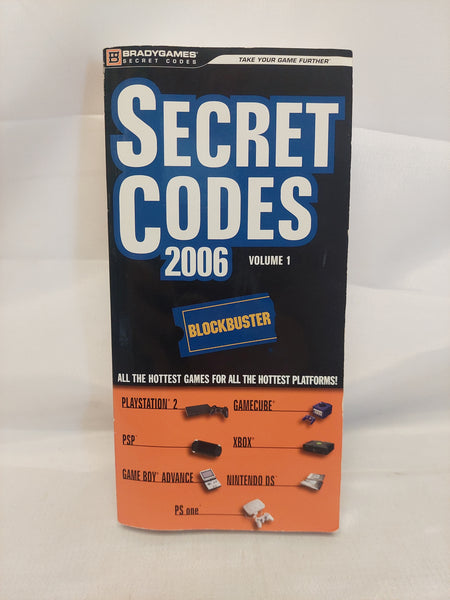 BRADYGAMES®
SECRET CODES
TAKE YOUR GAME FURTHER®
SECRET
CODES
2006 VOLUME 1
BLOCKBUSTER
ALL THE HOTTEST GAMES FOR ALL THE HOTTEST PLATFORMS!
PLAYSTATION® 2 GAMECUBE®
PSP® XBOX®
GAME BOY® ADVANCE NINTENDO DS®
PS one®